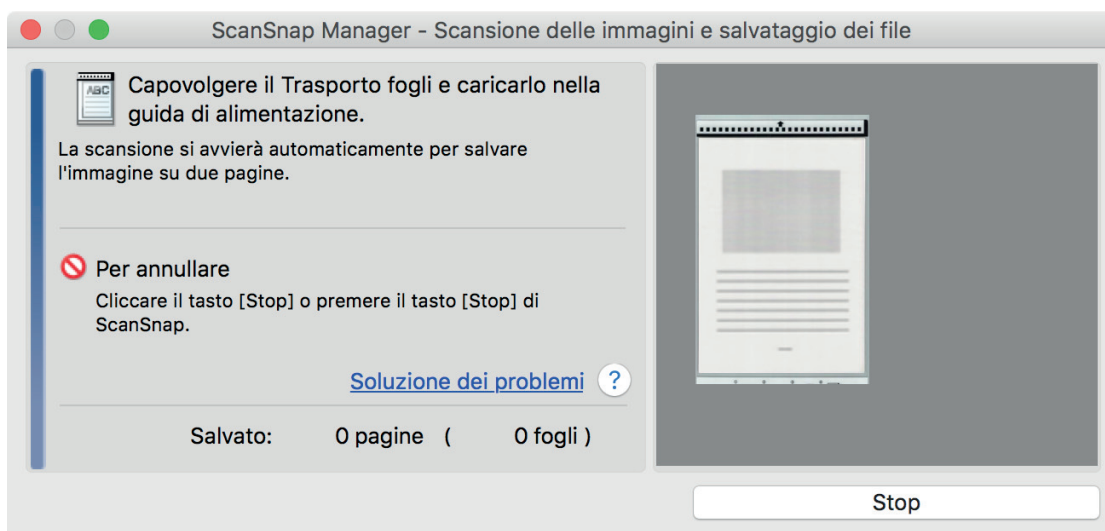 ScanSnap Manager - Scansione delle immagini e salvataggio dei file
ABC
Capovolgere il Trasporto fogli e caricarlo nella
guida di alimentazione.
La scansione si avvierà automaticamente per salvare
l'immagine su due pagine.
Per annullare
Cliccare il tasto [Stop] o premere il tasto [Stop] di
ScanSnap.
Soluzione dei problemi ?
Salvato: 0 pagine ( 0 fogli )
Stop